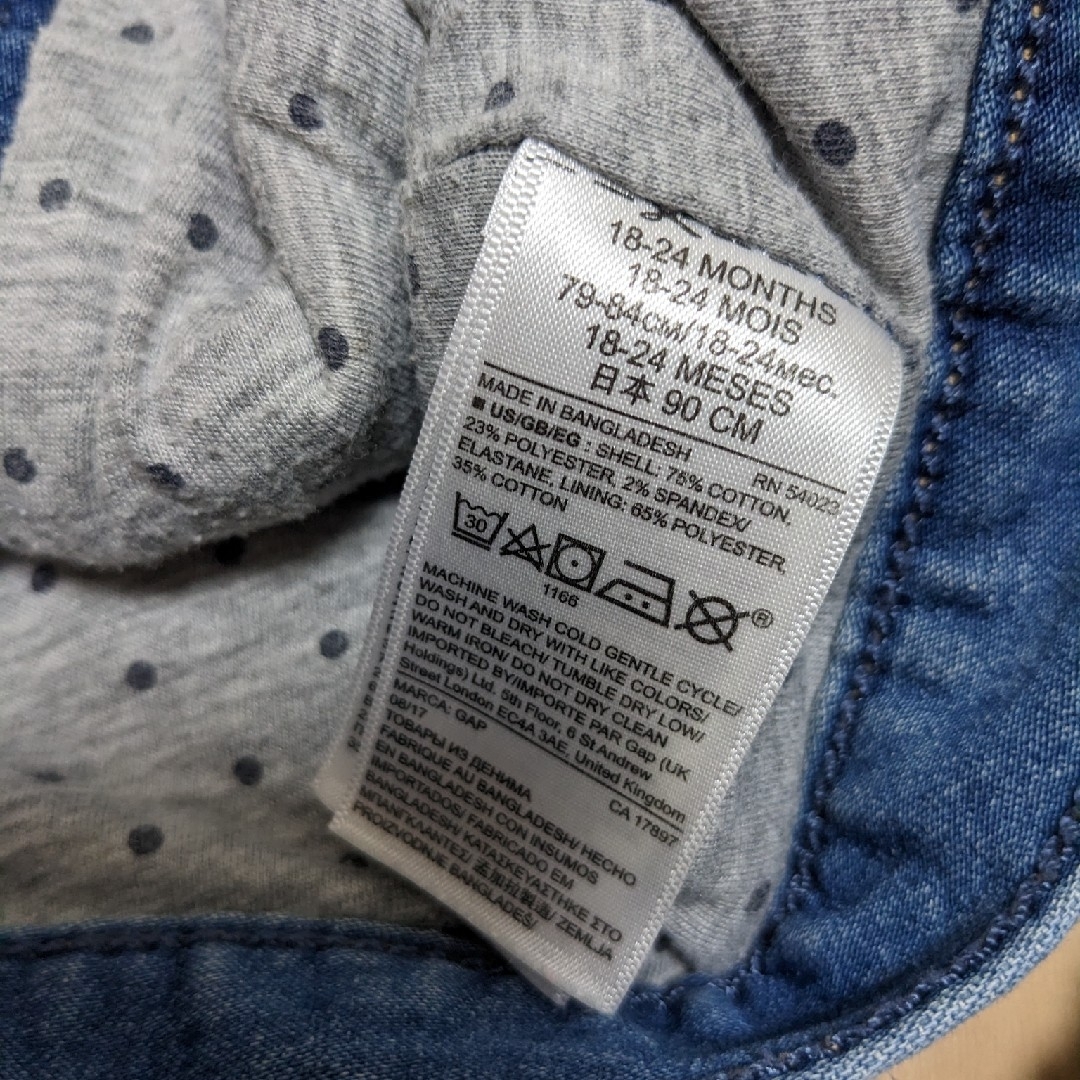 18-24 MONTHS
18-24 MOIS
79-84см/18-24мес.
18-24 MESES
日本 90 CM
MADE IN BANGLADESH RN 54023
■ US/GB/EG : SHELL: 75% COTTON,
23% POLYESTER, 2% SPANDEX/
ELASTANE, LINING: 65% POLYESTER,
35% COTTON
30
1166
®
MACHINE WASH COLD GENTLE CYCLE/
WASH AND DRY WITH LIKE COLORS/
DO NOT BLEACH/ TUMBLE DRY LOW/
WARM IRON/ DO NOT DRY CLEAN
IMPORTED BY/IMPORTE PAR Gap (UK
Holdings) Ltd. 5th Floor, 6 St Andrew
Street London EC4A 3AE, United Kingdom
MARCA: GAP CA 17897
08/17
ТОВАРЫ ИЗ ДЕНИМА
FABRIQUE AU BANGLADESH/ HECHO
EN BANGLADESH CON INSUMOS
IMPORTADOS/ FABRICADO EM
BANGLADESH/ ΚΑΤΑΣΚΕΥΑΣΤΗΚΕ ΣΤΟ
ΜΠΑΝΓΚΛΑΝΤΕΣ/ 孟加拉製造/ ZEMLJA
PROIZVODNJE BANGLADEŠ/